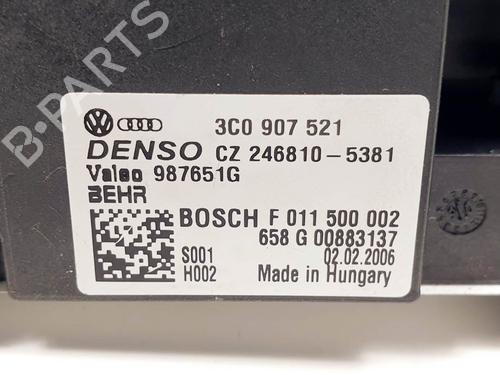 B-PARTS
3C0 907 521
DENSO CZ 246810-5381
Valeo 987651G
BEHR
BOSCH F 011 500 002
658 G 00883137
S001 02.02.2006
H002 Made in Hungary